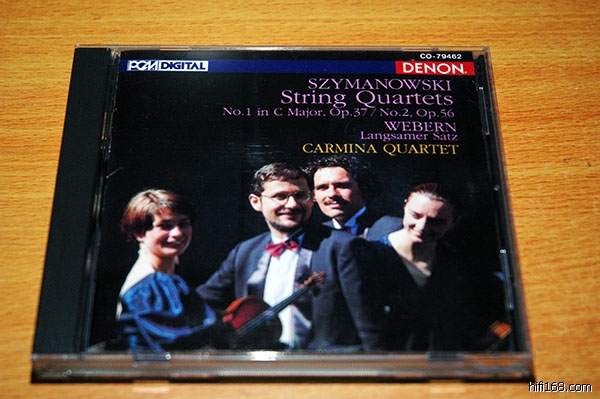 CO-79462
PCM DIGITAL
DENON
SZYMANOWSKI
String Quartets
No.1 in C Major, Op.37 / No.2, Op.56
WEBERN
Langsamer Satz
CARMINA QUARTET
hifi168.com